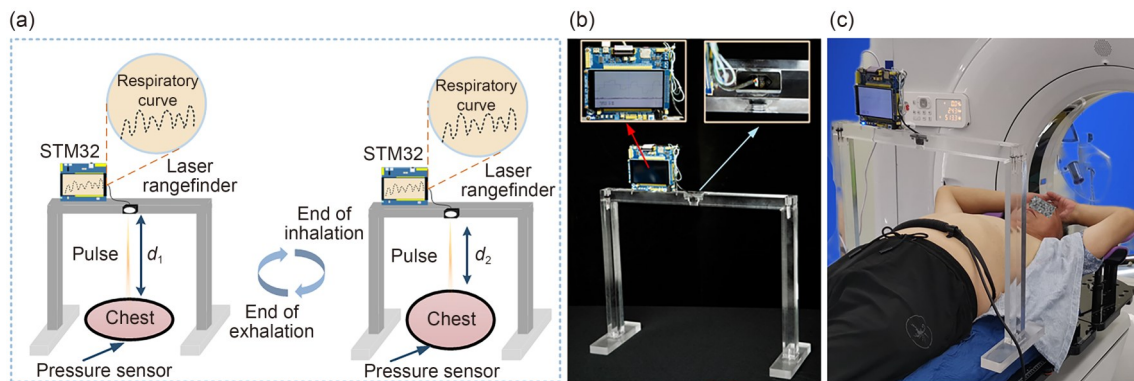 (a)
Respiratory
curve
STM32
Laser
rangefinder
Pulse
d1
Chest
Pressure sensor
End of
inhalation
End of
exhalation
Respiratory
curve
STM32
Laser
rangefinder
Pulse
d2
Chest
Pressure sensor
(b)
(c)